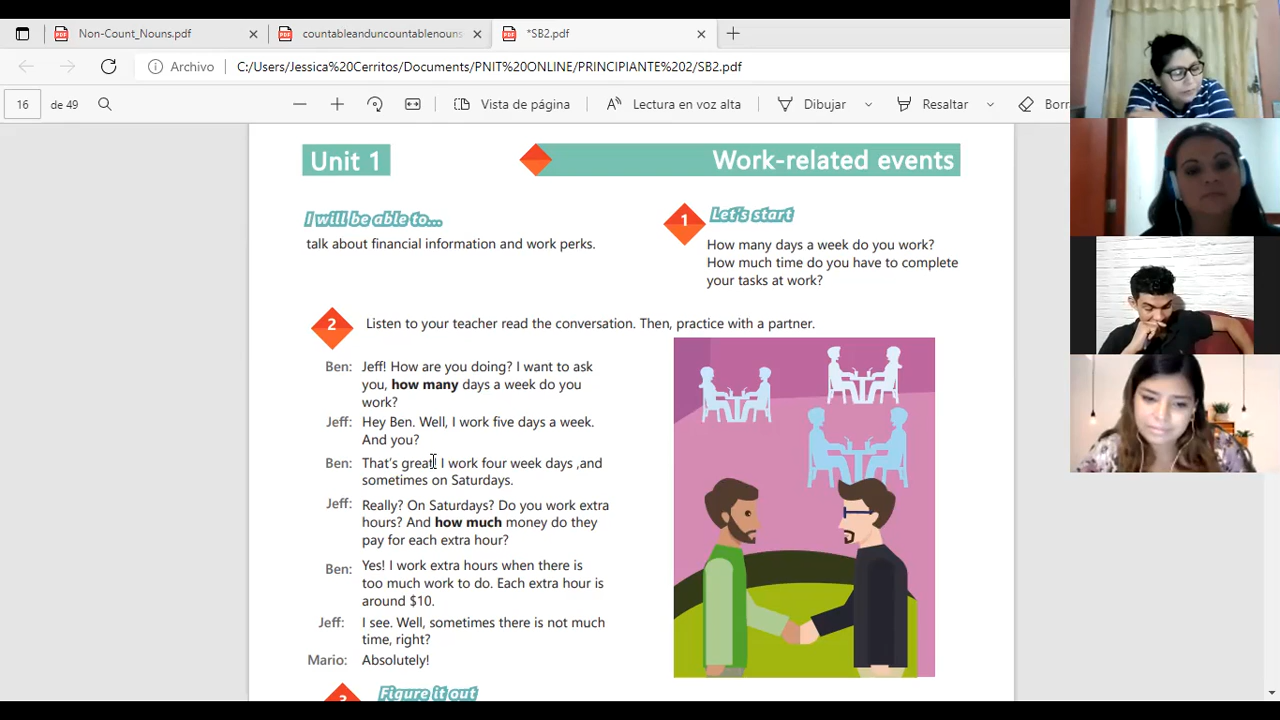 Non-Count_Nouns.pdf
countableanduncountablenouns
*SB2.pdf
Archivo
C:/Users/Jessica%20Cerritos/Documents/PNIT%20ONLINE/PRINCIPIANTE%202/SB2.pdf
16
de 49
Vista de página
Lectura en voz alta
Dibujar
Resaltar
Borr
Unit 1
Work-related events
I will be able to...
talk about financial information and work perks.
1
Let's start
How many days a week do you work?
How much time do you have to complete
your tasks at work?
2
Listen to your teacher read the conversation. Then, practice with a partner.
Ben: Jeff! How are you doing? I want to ask
you, how many days a week do you
work?
Jeff: Hey Ben. Well, I work five days a week.
And you?
Ben: That's great! I work four week days ,and
sometimes on Saturdays.
Jeff: Really? On Saturdays? Do you work extra
hours? And how much money do they
pay for each extra hour?
Ben: Yes! I work extra hours when there is
too much work to do. Each extra hour is
around $10.
Jeff: I see. Well, sometimes there is not much
time, right?
Mario: Absolutely!
3
Figure it out